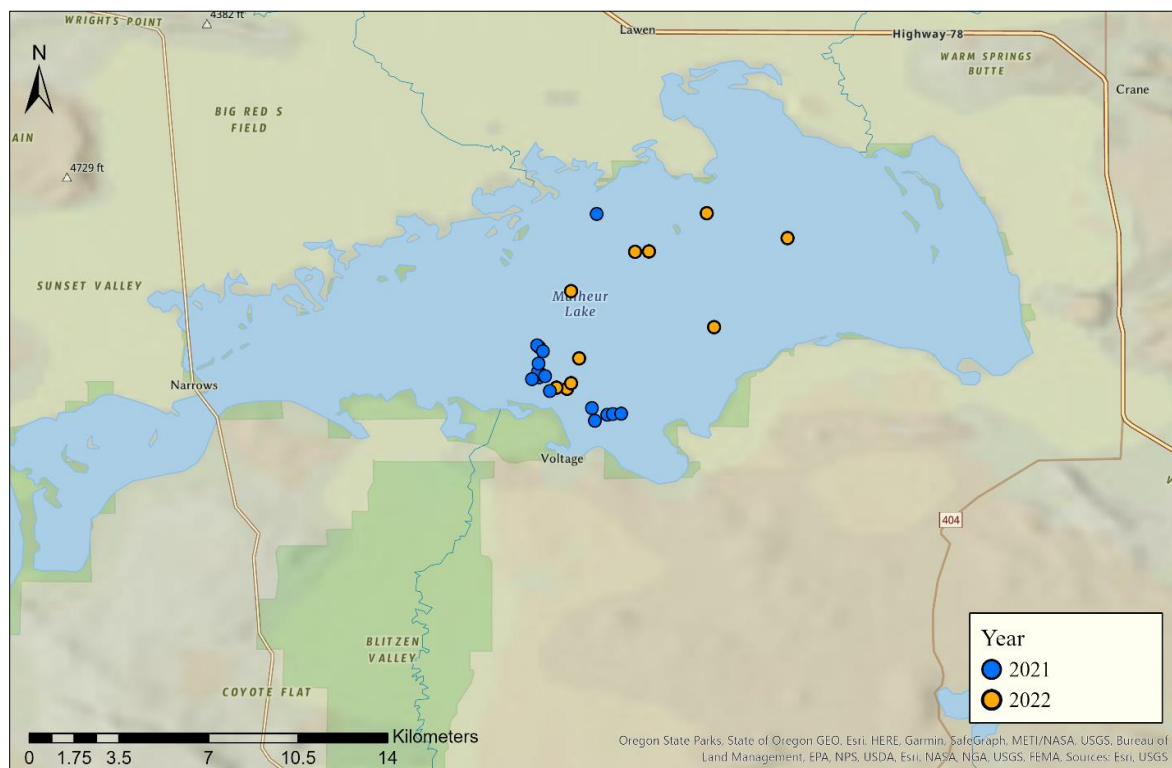 WRIGHTS POINT
4382 ft
Lawen
Highway 78
WARM SPRINGS
BUTTE
Crane
N
BIG RED S
FIELD
AIN
4729 ft
SUNSET VALLEY
Malheur
Lake
Narrows
Voltage
404
BLITZEN
VALLEY
COYOTE FLAT
Year
2021
2022
Kilometers
0 1.75 3.5 7 10.5 14
Oregon State Parks, State of Oregon GEO, Esri, HERE, Garmin, SafeGraph, METI/NASA, USGS, Bureau of
Land Management, EPA, NPS, USDA, Esri, NASA, NGA, USGS, FEMA, Sources: Esri, USGS